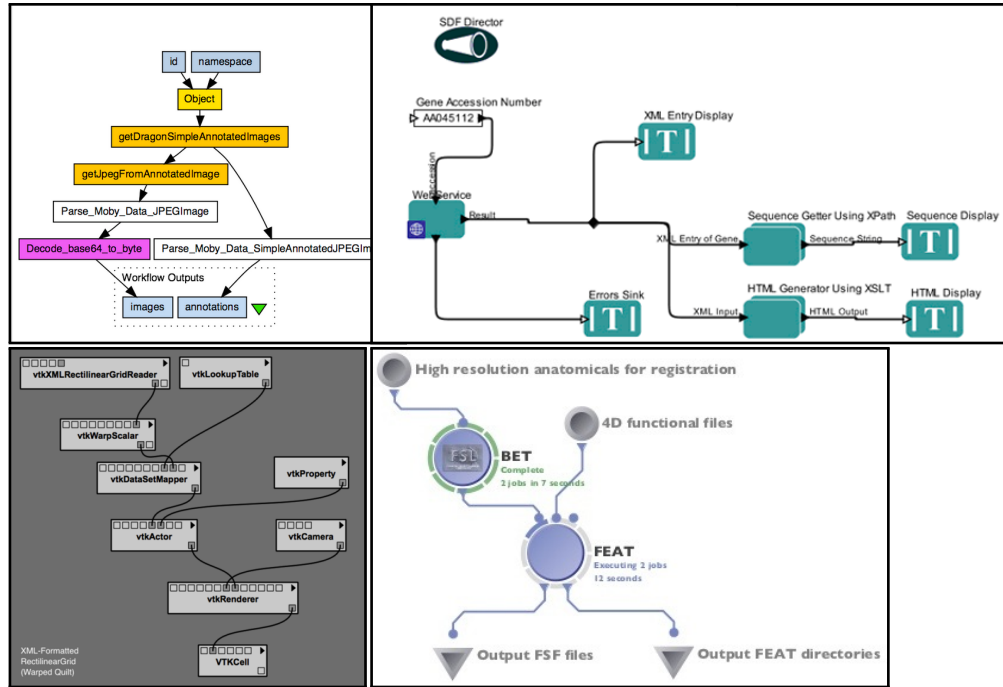 id
namespace
Object
getDragonSimpleAnnotatedImages
getJpegFromAnnotatedImage
Parse_Moby_Data_JPEGImage
Decode_base64_to_byte
Parse_Moby_Data_SimpleAnnotatedJPEGIm
Workflow Outputs
images
annotations
SDF Director
Gene Accession Number
AA045112
XML Entry Display
T
Web Service
Result
XML Entry of Gene
Sequence Getter Using XPath
Sequence String
Sequence Display
T
Errors Sink
T
XML Input
HTML Generator Using XSLT
HTML Output
HTML Display
T
vtkXMLRectilinearGridReader
vtkLookupTable
vtkWarpScalar
vtkDataSetMapper
vtkProperty
vtkActor
vtkCamera
vtkRenderer
VTKCell
XML-Formatted
RectilinearGrid
(Warped Quilt)
High resolution anatomicals for registration
4D functional files
FSL
BET
Complete
2 jobs in 7 seconds
FEAT
Executing 2 jobs
12 seconds
Output FSF files
Output FEAT directories